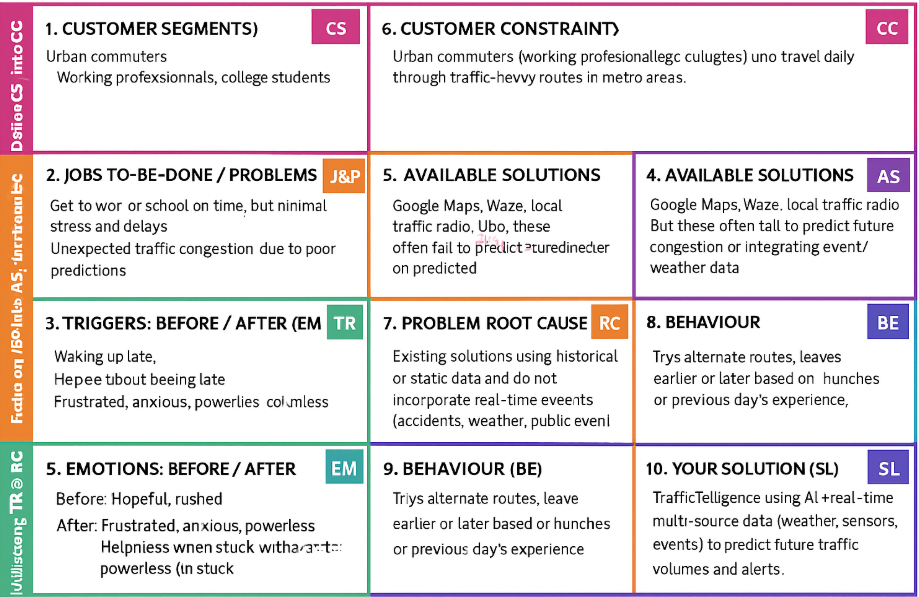 1. CUSTOMER SEGMENTS)
CS
Urban commuters
Working profexsionnals, college students
6. CUSTOMER CONSTRAINT)
CC
Urban commuters (working profesionallegc culugtes) uno travel daily
through traffic-hevvy routes in metro areas.
2. JOBS TO-BE-DONE / PROBLEMS
J&P
Get to wor or school on time, but ninimal
stress and delays
Unexpected traffic congestion due to poor
predictions
5. AVAILABLE SOLUTIONS
Google Maps, Waze, local
traffic radio, Ubo, these
offen fail to predict
on predicted
4. AVAILABLE SOLUTIONS
AS
Google Maps, Waze. local traffic radio
But these often tall to predict future
congestion or integrating event/
weather data
3. TRIGGERS: BEFORE / AFTER (EM
TR
Waking up late,
Hepee tubout beeing late
Frustrated, anxious, powerlies
7. PROBLEM ROOT CAUSE
RC
Existing solutions using historical
or static data and do not
incorporate real-time eveents
(accidents, weather, public evenl
8. BEHAVIOUR
BE
Trys alternate routes, leaves
earlier or later based on hunches
or previous day's experience,
5. EMOTIONS: BEFORE / AFTER
EM
Before: Hopeful, rushed
After: Frustrated, anxious, powerless
Helpniess wnen stuck
powerless (in stuck
9. BEHAVIOUR (BE)
Triys alternate routes, leave
earlier or later based or hunches
or previous day's experience
10. YOUR SOLUTION (SL)
SL
TrafficTelligence using AI +real-time
multi-source data (weather, sensors,
events) to predict future traffic
volumes and alerts.
TR @ RC